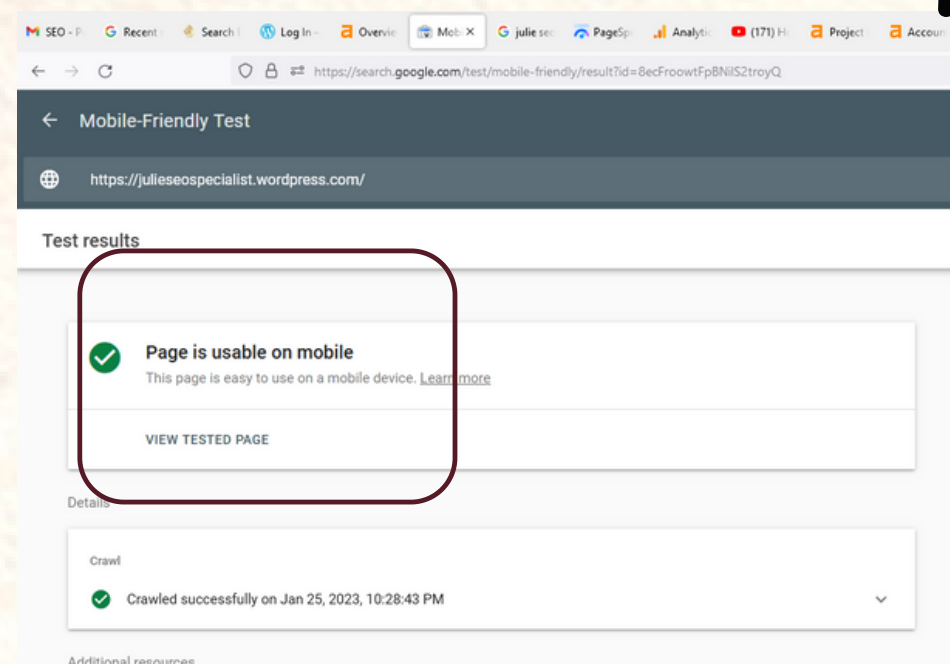 SEO - P Recent Search Log In - Overvie Mob julie sec PageSp Analytic (171) H Project Accoun
https://search.google.com/test/mobile-friendly/result?id=8ecFroowtFpBNilS2troyQ
Mobile-Friendly Test
https://julieseospecialist.wordpress.com/
Test results
Page is usable on mobile
This page is easy to use on a mobile device. Learn more
VIEW TESTED PAGE
Details
Crawl
Crawled successfully on Jan 25, 2023, 10:28:43 PM
Additional resources